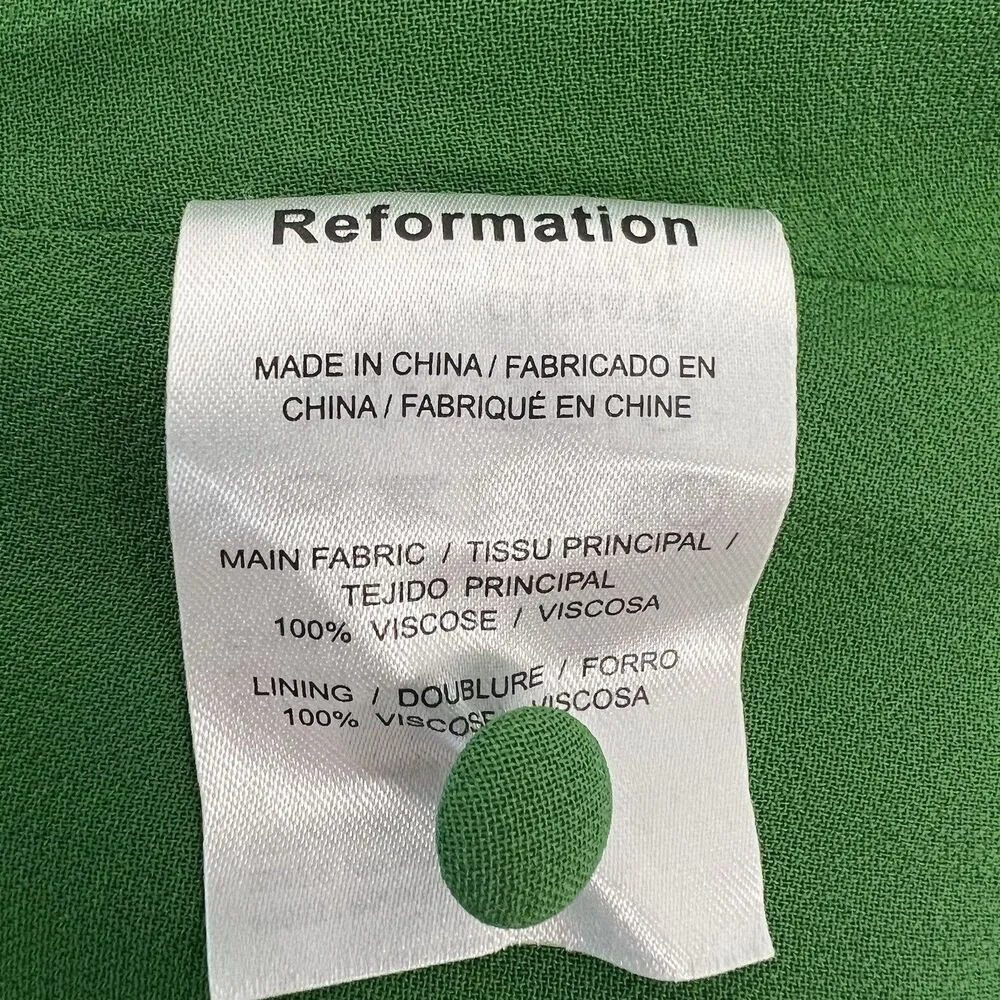 Reformation
MADE IN CHINA / FABRICADO EN
CHINA / FABRIQUÉ EN CHINE
MAIN FABRIC / TISSU PRINCIPAL /
TEJIDO PRINCIPAL
100% VISCOSE / VISCOSA
LINING / DOUBLURE / FORRO
100% VISCOSE VISCOSA